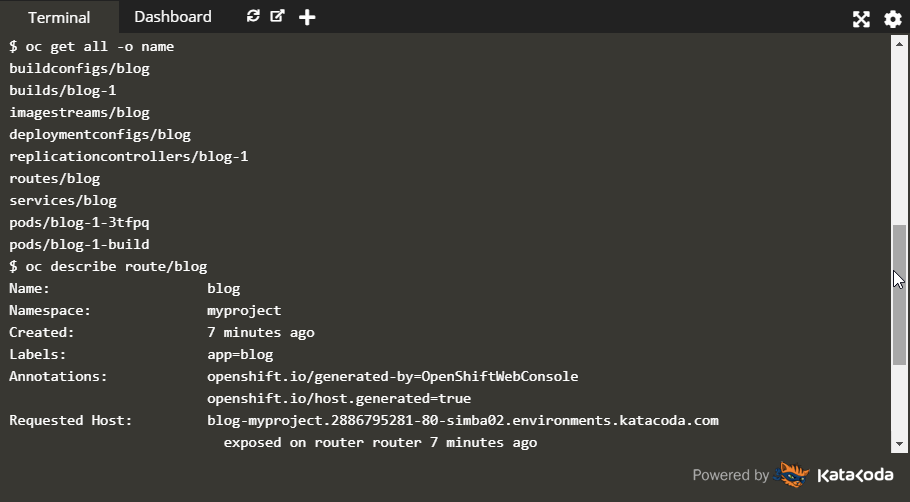 Terminal Dashboard
$ oc get all -o name
buildconfigs/blog
builds/blog-1
imagestreams/blog
deploymentconfigs/blog
replicationcontrollers/blog-1
routes/blog
services/blog
pods/blog-1-3tfpq
pods/blog-1-build
$ oc describe route/blog
Name: blog
Namespace: myproject
Created: 7 minutes ago
Labels: app=blog
Annotations: openshift.io/generated-by=OpenShiftWebConsole
openshift.io/host.generated=true
Requested Host: blog-myproject.2886795281-80-simba02.environments.katacoda.com
exposed on router router 7 minutes ago
Powered by KataKoda